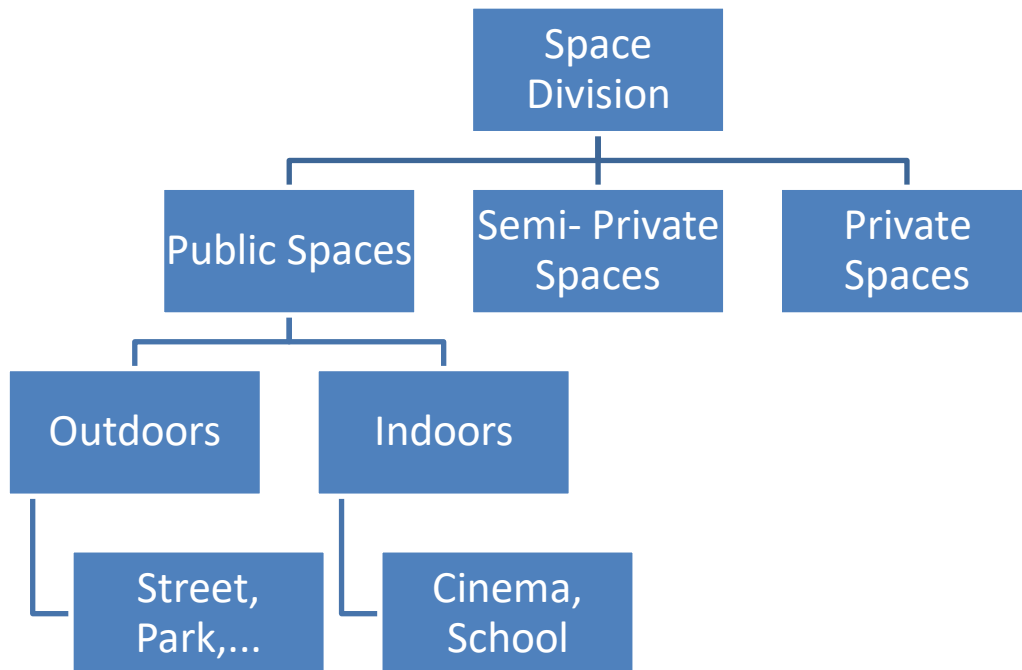 Space
Division
Public Spaces
Semi- Private
Spaces
Private
Spaces
Outdoors
Indoors
Street,
Park,...
Cinema,
School